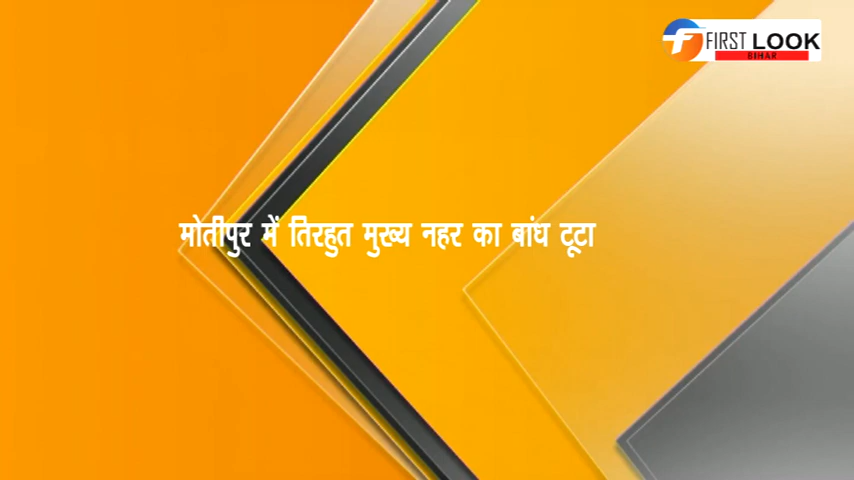 FIRST LOOK
BIHAR
मोतीपुर में तिरहुत मुख्य नहर का बांध टूटा